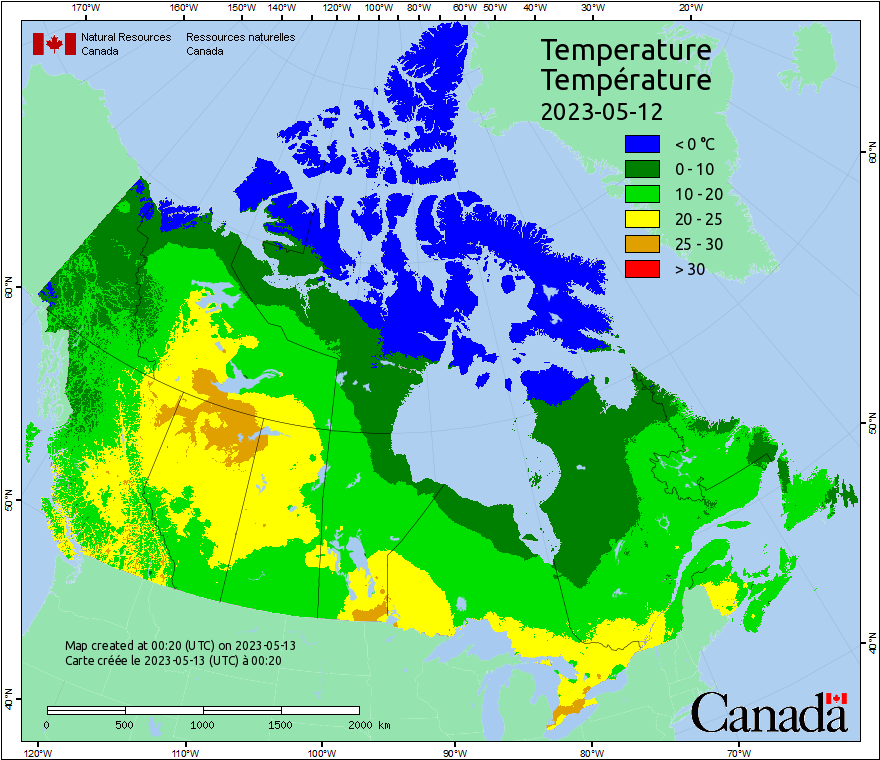 170°W 160°W 150°W 140°W 120°W 100°W 80°W 60°W 50°W 40°W 30°W 20°W
Natural Resources Ressources naturelles
Canada Canada
Temperature
Température
2023-05-12
< 0 °C
0 - 10
10 - 20
20 - 25
25 - 30
> 30
60°N
60°N
50°N
50°N
40°N
40°N
Map created at 00:20 (UTC) on 2023-05-13
Carte créée le 2023-05-13 (UTC) à 00:20
0 500 1000 1500 2000 km
Canada
120°W 110°W 100°W 90°W 80°W 70°W